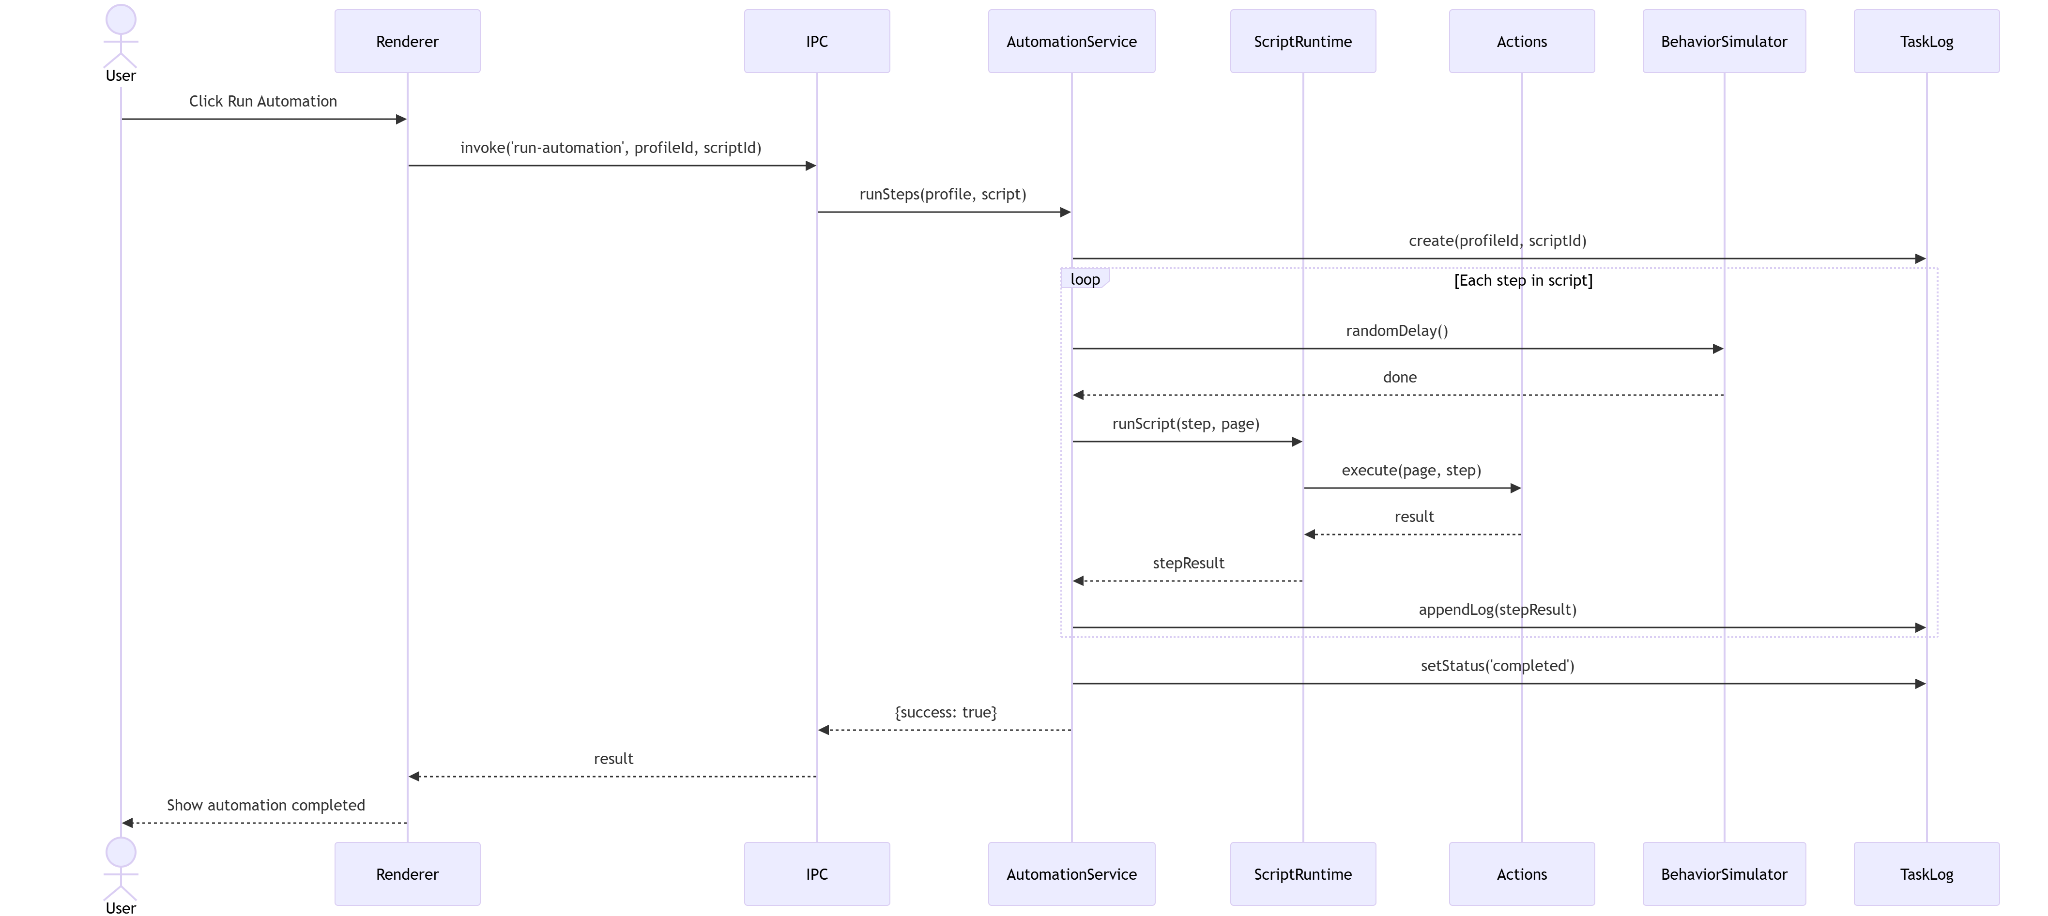 User
Renderer
IPC
AutomationService
ScriptRuntime
Actions
BehaviorSimulator
TaskLog
Click Run Automation
invoke('run-automation', profileId, scriptId)
runSteps(profile, script)
create(profileId, scriptId)
loop
[Each step in script]
randomDelay()
done
runScript(step, page)
execute(page, step)
result
stepResult
appendLog(stepResult)
setStatus('completed')
{success: true}
result
Show automation completed
User
Renderer
IPC
AutomationService
ScriptRuntime
Actions
BehaviorSimulator
TaskLog